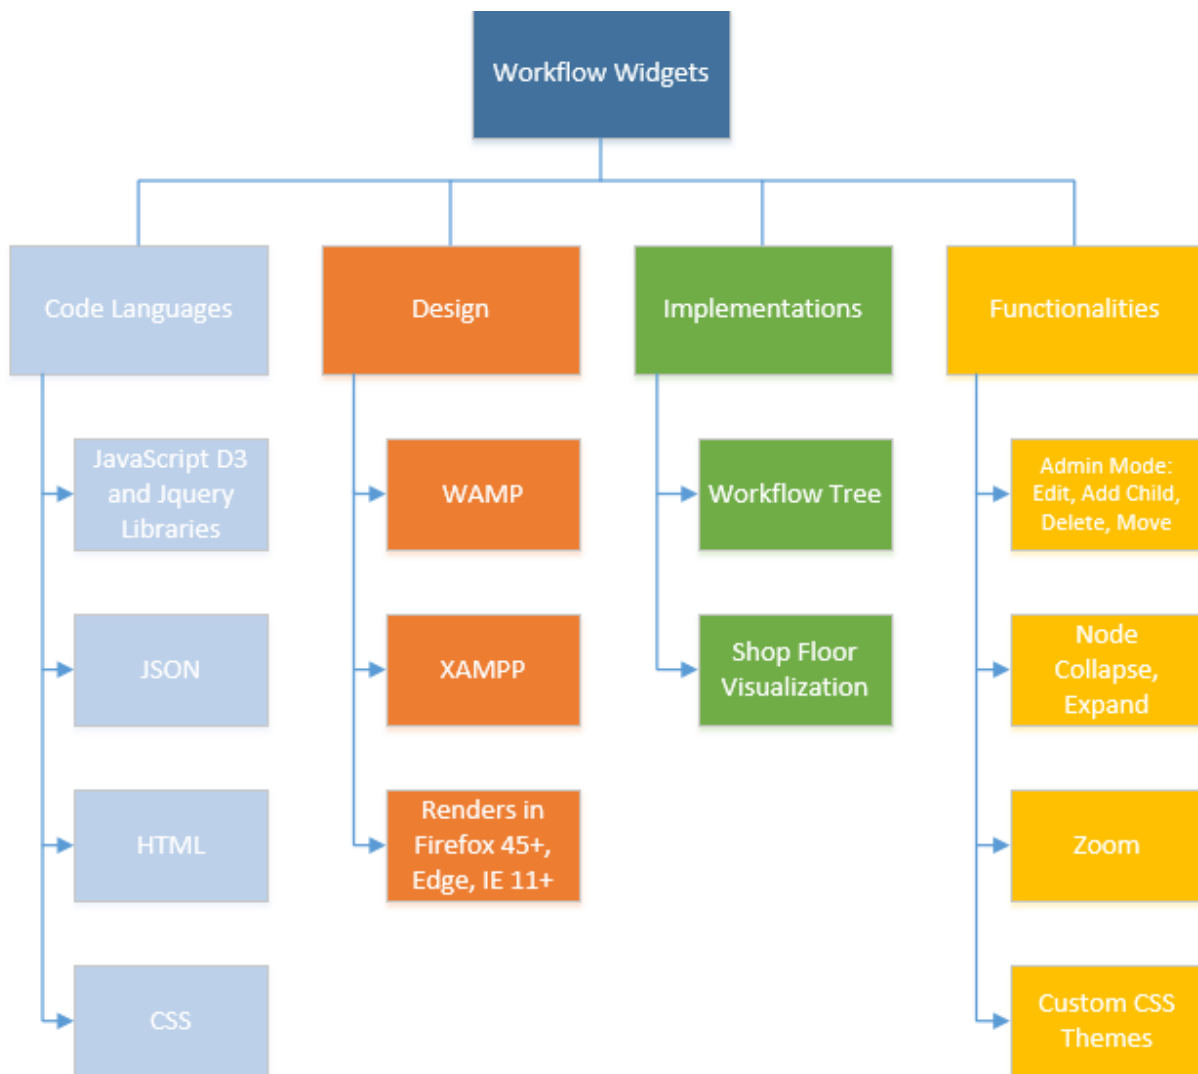 Workflow Widgets
Code Languages
JavaScript D3
and Jquery
Libraries
JSON
HTML
CSS
Design
WAMP
XAMPP
Renders in
Firefox 45+,
Edge, IE 11+
Implementations
Workflow Tree
Shop Floor
Visualization
Functionalities
Admin Mode:
Edit, Add Child,
Delete, Move
Node
Collapse,
Expand
Zoom
Custom CSS
Themes